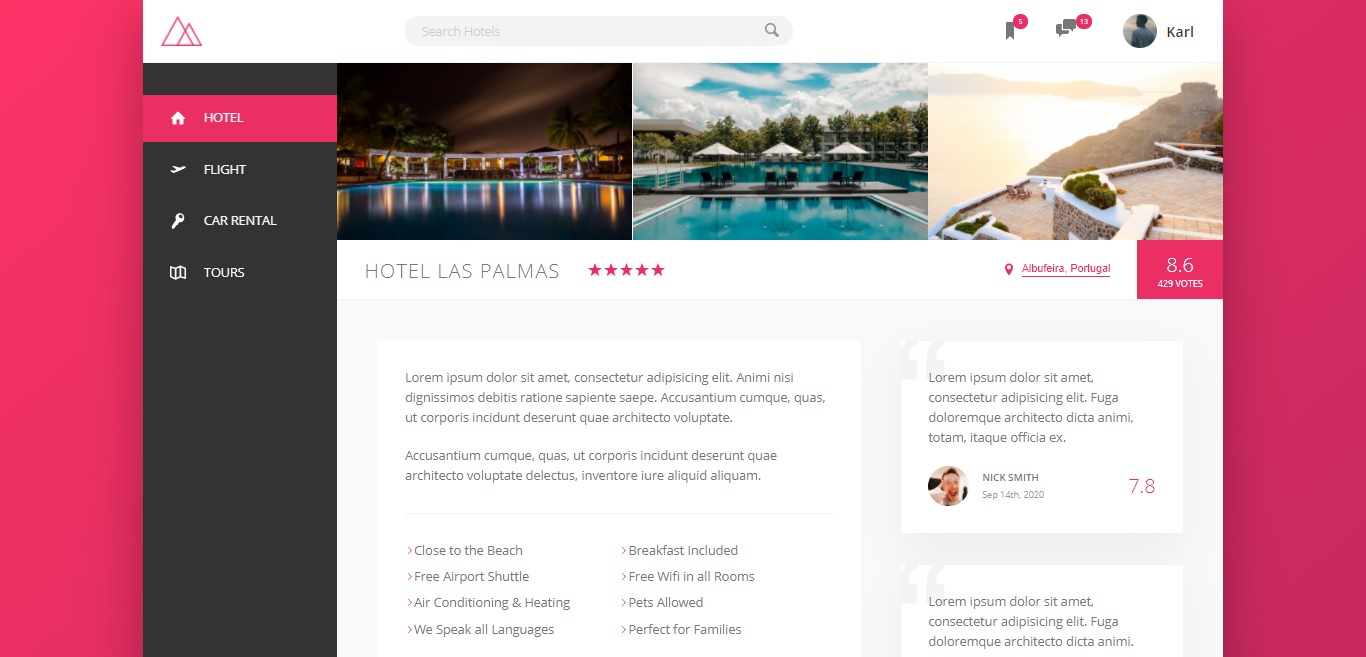 Search Hotels
5
13
Karl
HOTEL
FLIGHT
CAR RENTAL
TOURS
HOTEL LAS PALMAS
Albufeira, Portugal
8.6
429 VOTES
Lorem ipsum dolor sit amet, consectetur adipisicing elit. Animi nisi
dignissimos debitis ratione sapiente saepe. Accusantium cumque, quas,
ut corporis incidunt deserunt quae architecto voluptate.
Accusantium cumque, quas, ut corporis incidunt deserunt quae
architecto voluptate delectus, inventore iure aliquid aliquam.
Close to the Beach
Free Airport Shuttle
Air Conditioning & Heating
We Speak all Languages
Breakfast Included
Free Wifi in all Rooms
Pets Allowed
Perfect for Families
“
Lorem ipsum dolor sit amet,
consectetur adipisicing elit. Fuga
doloremque architecto dicta animi,
totam, itaque officia ex.
NICK SMITH
Sep 14th, 2020
7.8
“
Lorem ipsum dolor sit amet,
consectetur adipisicing elit. Fuga
doloremque architecto dicta animi.